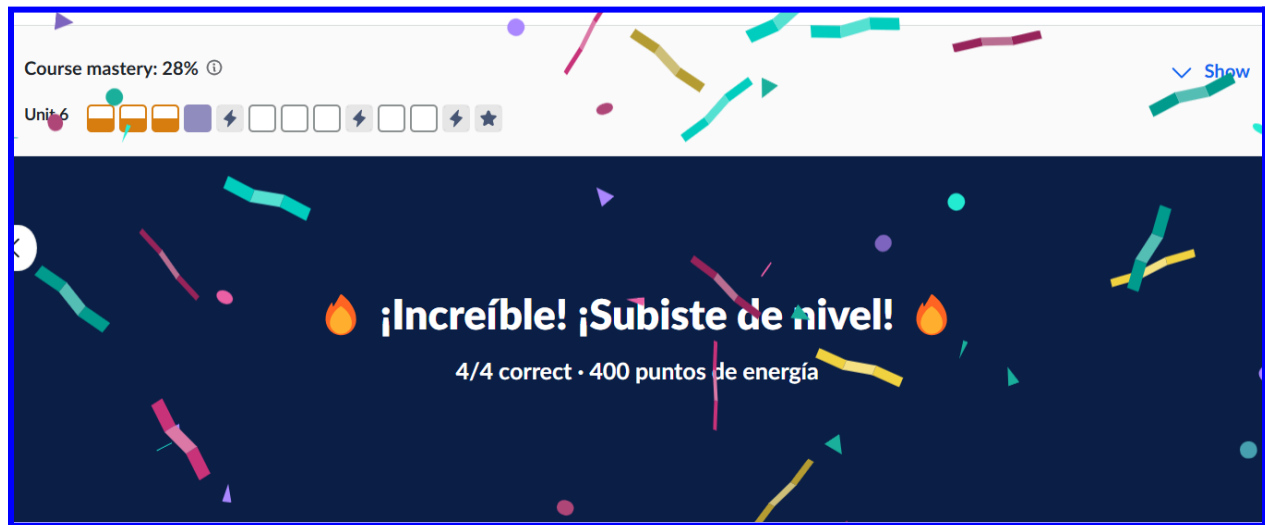 Course mastery: 28%
Show
Unit 6
¡Increíble! ¡Subiste de nivel!
4/4 correct · 400 puntos de energía